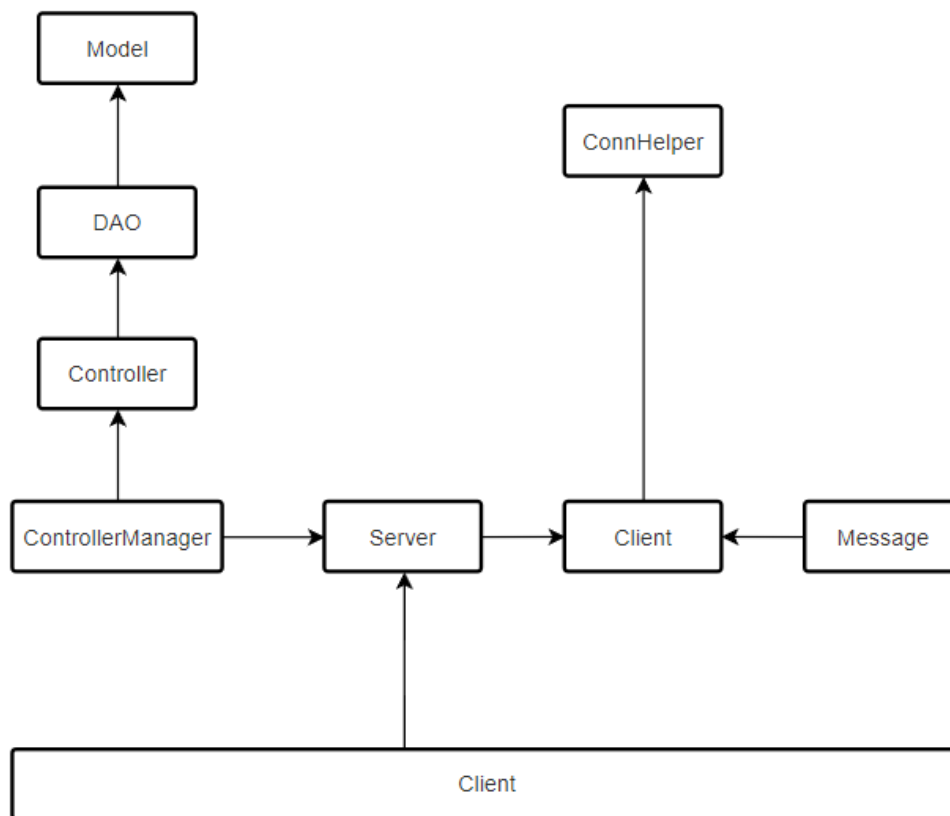 Model
ConnHelper
DAO
Controller
ControllerManager
Server
Client
Message
Client